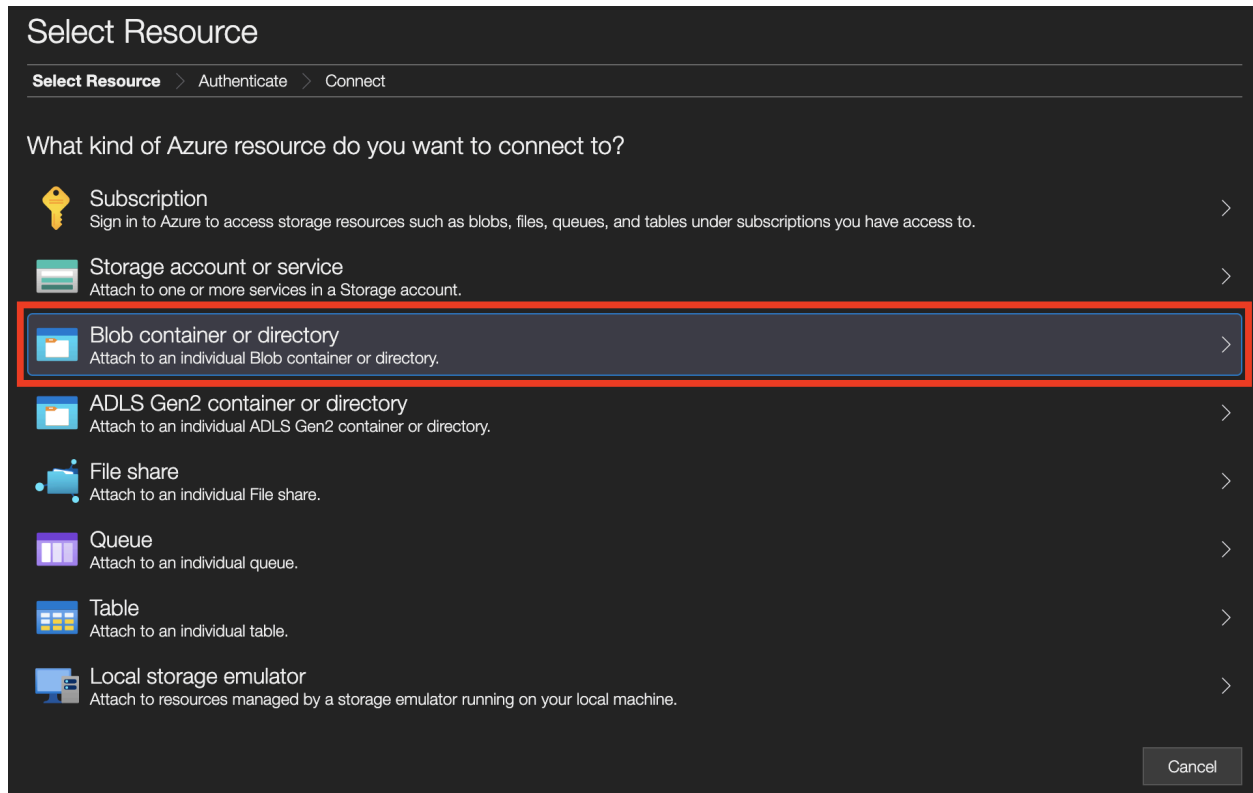 Select Resource
Select Resource > Authenticate > Connect
What kind of Azure resource do you want to connect to?
Subscription
Sign in to Azure to access storage resources such as blobs, files, queues, and tables under subscriptions you have access to.
Storage account or service
Attach to one or more services in a Storage account.
Blob container or directory
Attach to an individual Blob container or directory.
ADLS Gen2 container or directory
Attach to an individual ADLS Gen2 container or directory.
File share
Attach to an individual File share.
Queue
Attach to an individual queue.
Table
Attach to an individual table.
Local storage emulator
Attach to resources managed by a storage emulator running on your local machine.
Cancel